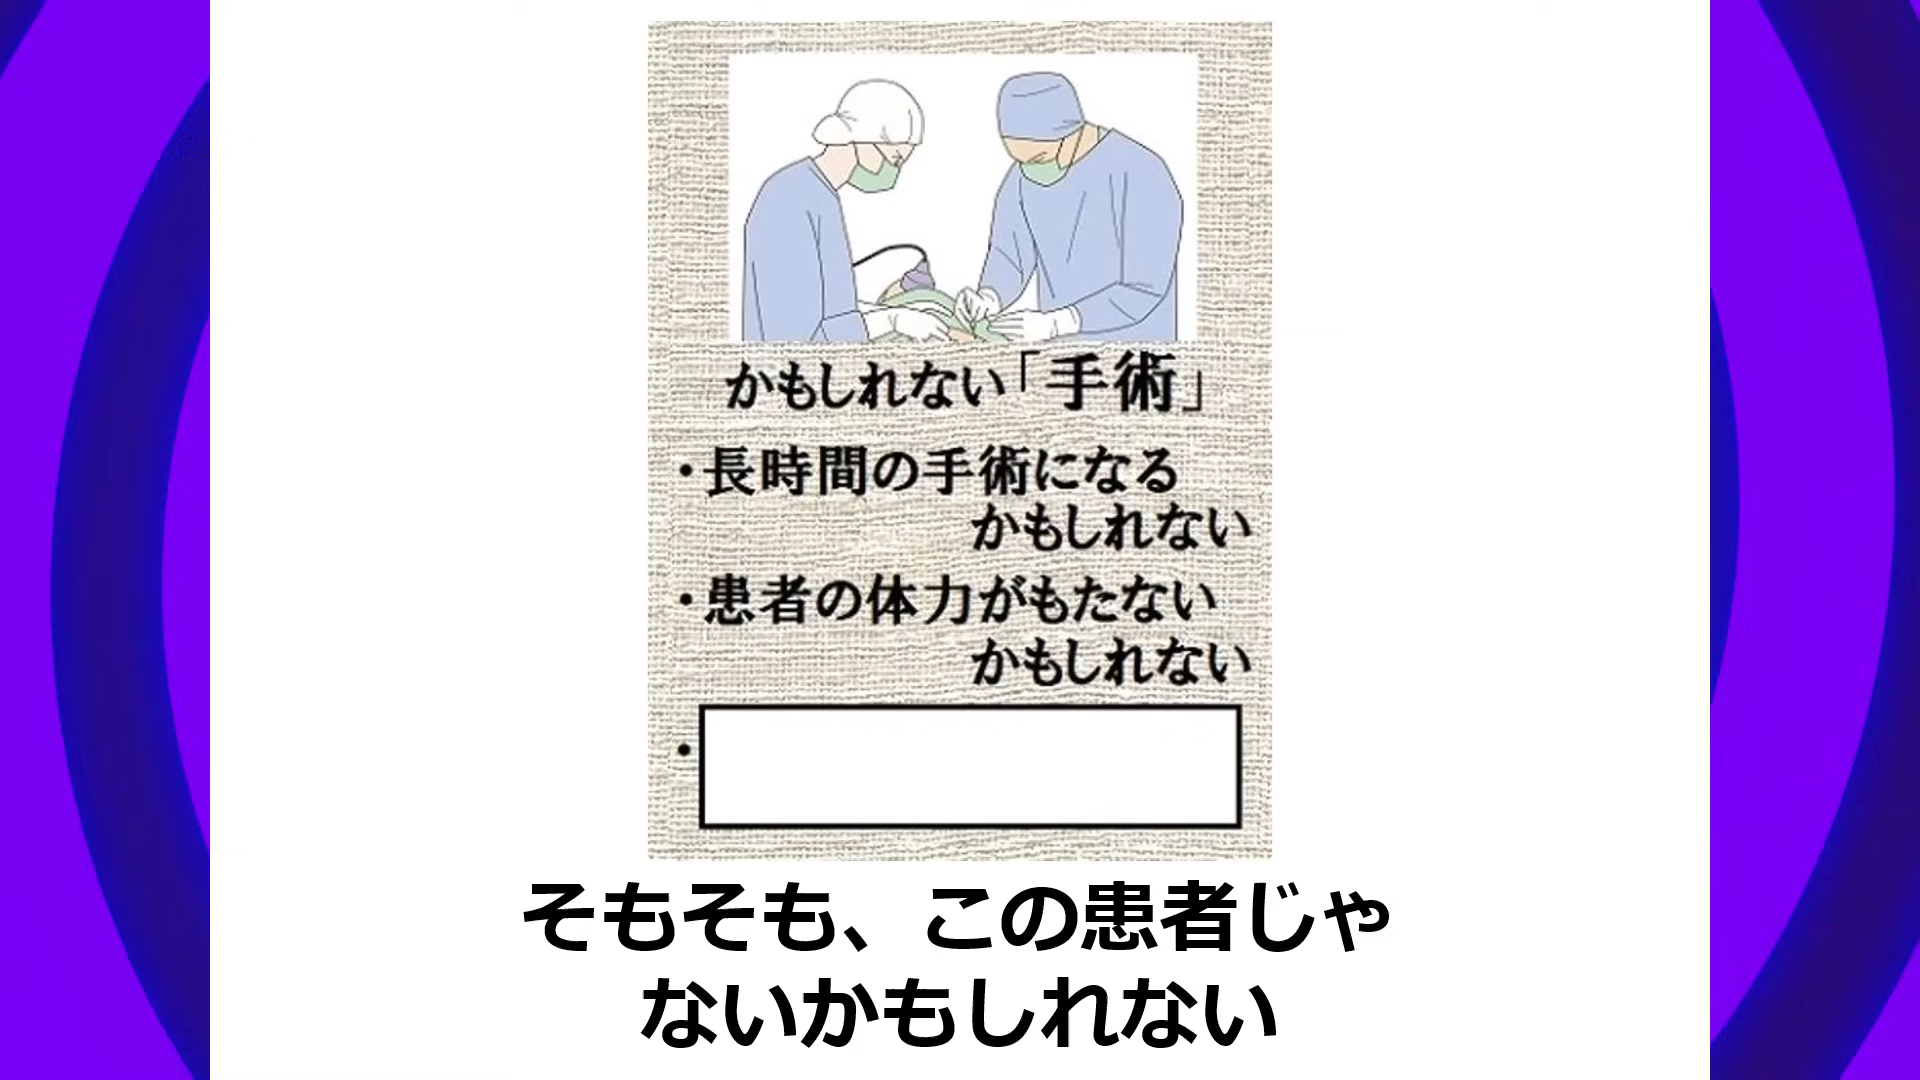 かもしれない「手術」
・長時間の手術になる
かもしれない
・患者の体力がもたない
かもしれない
・
そもそも、この患者じゃ
ないかもしれない